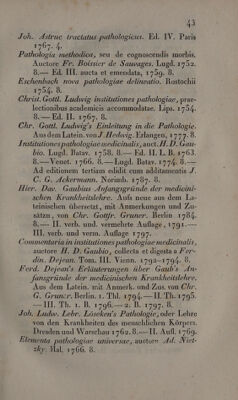 43
Joh. Astruc tractatus pathologicus. Ed. IV. Paris
1767. 4.
Pathologia methodica, seu de cognoscendis morbis
Auctore Fr. Boissier de Sauvages. Lugd. 1752.
8.— Ed. III. aucta et emendata, 1759. 8.
Eschenbach nova pathologiae delineatio. Rostochii
1754. 8.
Christ. Gottl. Ludwig institutiones pathologiae, prae-
lectionibus academicis accommodatae. Lips. 1754.
8.— Ed. II. 1767. 8.
Chr. Gottl. Ludwig's Einleitung in die Pathologie.
Aus dem Latein. von J. Hedwig. Erlangen, 1777. 8.
Institutiones pathologiae medicinalis, auct. H. D. Gau-
bio. Lugd. Batav. 1758. 8.— Ed. II. L. B. 1763.
8.—Venet. 1766. 8.— Lugd. Batav. 1774. 8.—
Ad editionem tertiam edidit cum additamentis J.
C. G. Ackermann. Norimb. 1787. 8.
Hier. Dav. Gaubius Anfangsgründe der medicini-
schen Krankheitslehre. Aufs neue aus dem La-
teinischen übersetzt, mit Anmerkungen und Zu-
sätzen, von Chr. Gottfr. Gruner. Berlin 1784.
8.— II. verb. und. vermehrte Auflage, 1791.—
III. verb. und verm. Auflage 1797.
Commentaria in institutiones pathologiae medicinalis,
auctore H. D. Gaubio, collecta et digesta a Fer-
din. Dejean. Tom. III. Vienn. 1792–1794. 8.
Ferd. Dejean's Erläuterungen über Gaub's An-
fansgründe der medicinischen Krankheitslehre.
Aus dem Latein. mit Anmerk. und Zus. von Chr.
G. Gruner. Berlin. 1. Thl. 1794.— II. Th. 1795.
— III. Th. 1. B. 1796.— 2. B. 1797. 8.
Joh. Ludw. Lebr. Löseken's Pathologie, oder Lehre
von den Krankheiten des menschlichen Körpers.
Dresden und Warschau 1762. 8.— II. Aufl. 1769.
Elementa pathologiae universae, auctore Ad. Niet-
zky. Hal. 1766. 8.